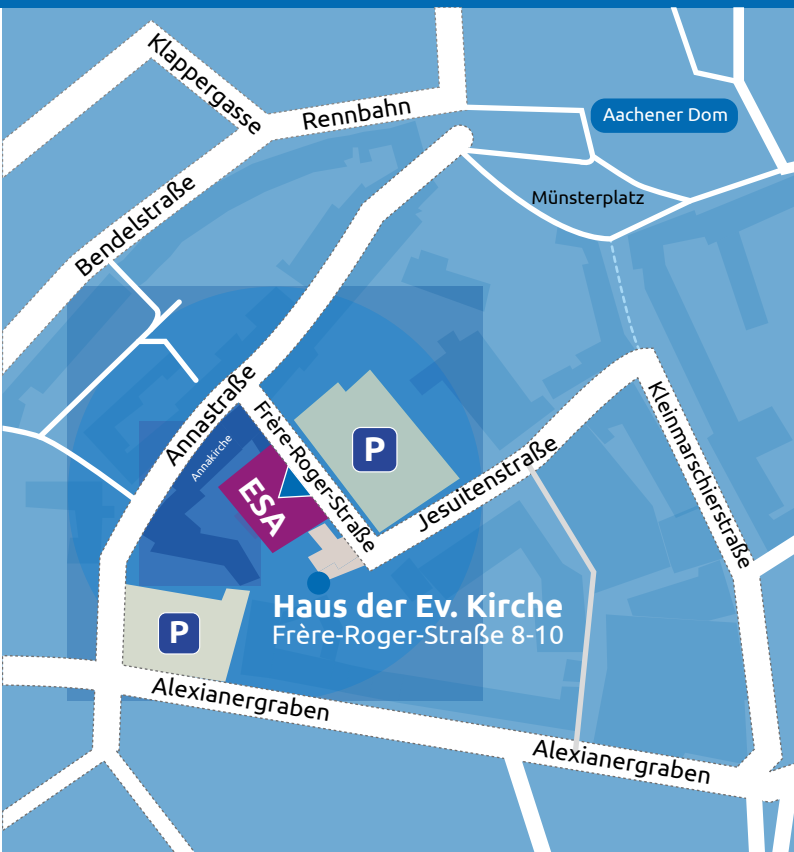 Klappergasse
Rennbahn
Aachener Dom
Bendelstraße
Münsterplatz
Annastraße
Annakirche
Frère-Roger-Straße
P
ESA
Jesuitenstraße
Kleinmarschierstraße
Haus der Ev. Kirche
Frère-Roger-Straße 8-10
P
Alexianergraben
Alexianergraben